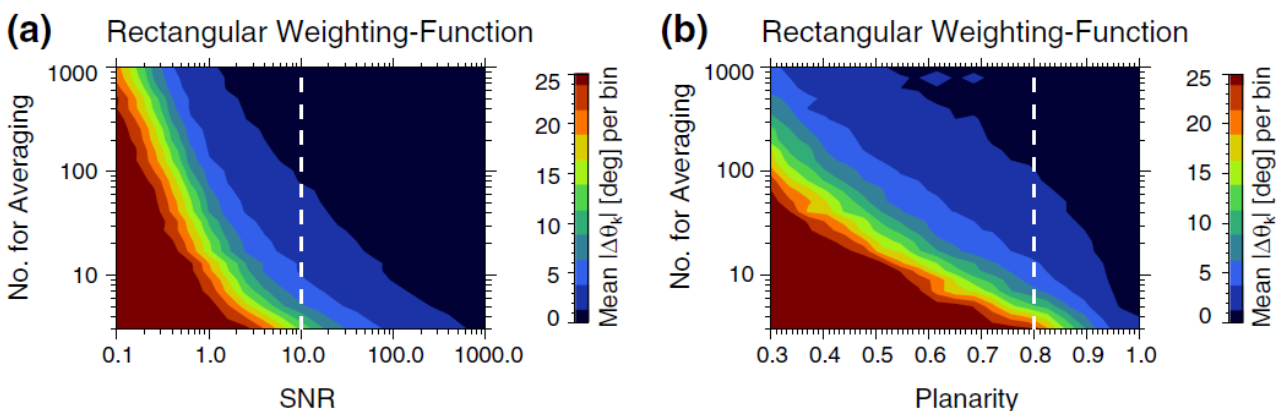 (a) Rectangular Weighting-Function
No. for Averaging
1000
100
10
0.1 1.0 10.0 100.0 1000.0
SNR
25
20
15
10
5
0
Mean |Δθk| [deg] per bin
(b) Rectangular Weighting-Function
No. for Averaging
1000
100
10
0.3 0.4 0.5 0.6 0.7 0.8 0.9 1.0
Planarity
25
20
15
10
5
0
Mean |Δθk| [deg] per bin